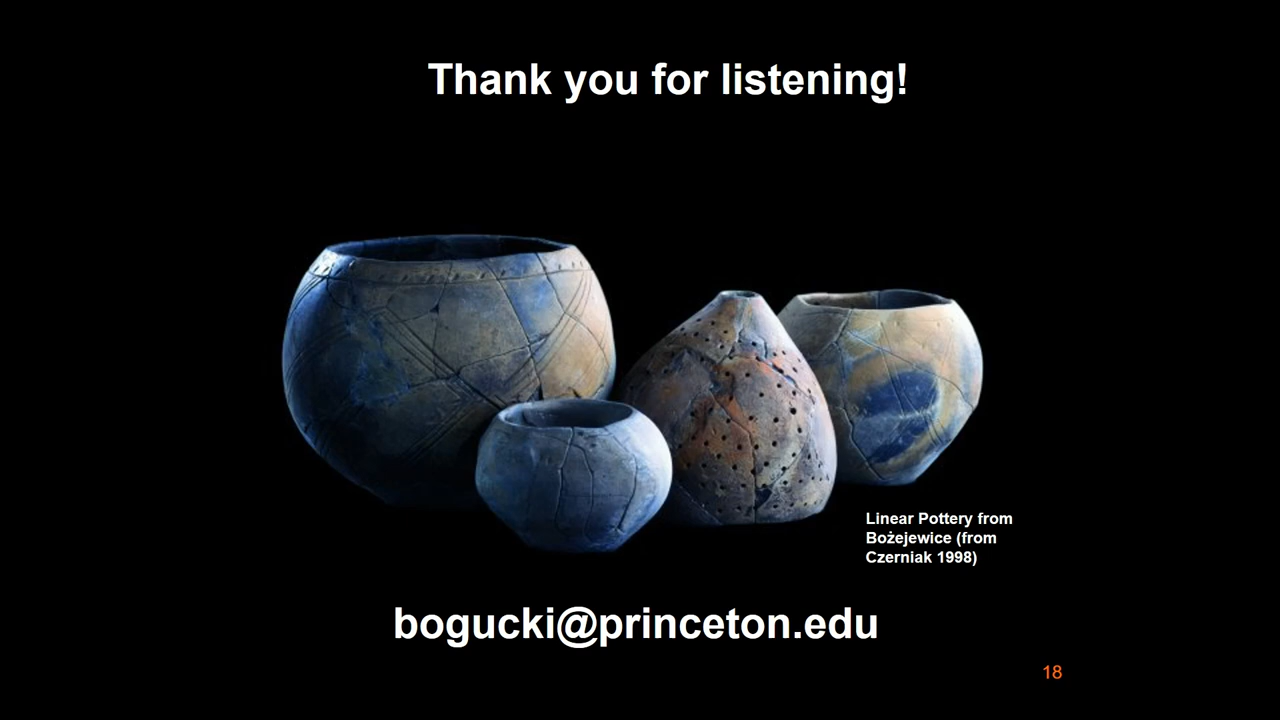 Thank you for listening!
Linear Pottery from
Bożejewice (from
Czerniak 1998)
bogucki@princeton.edu
18